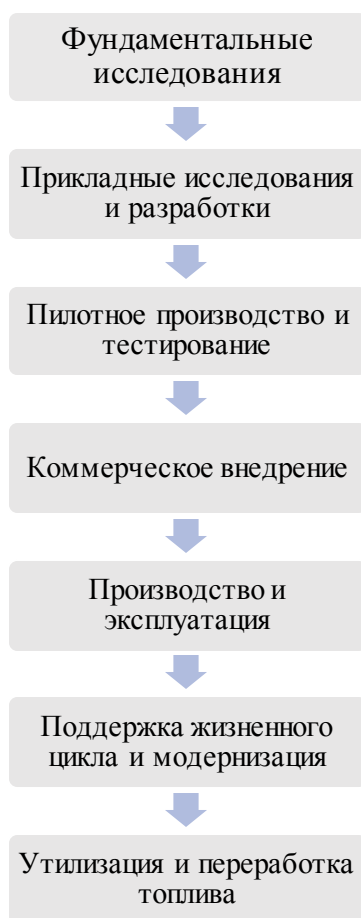 Фундаментальные
исследования
Прикладные исследования
и разработки
Пилотное производство и
тестирование
Коммерческое внедрение
Производство и
эксплуатация
Поддержка жизненного
цикла и модернизация
Утилизация и переработка
топлива